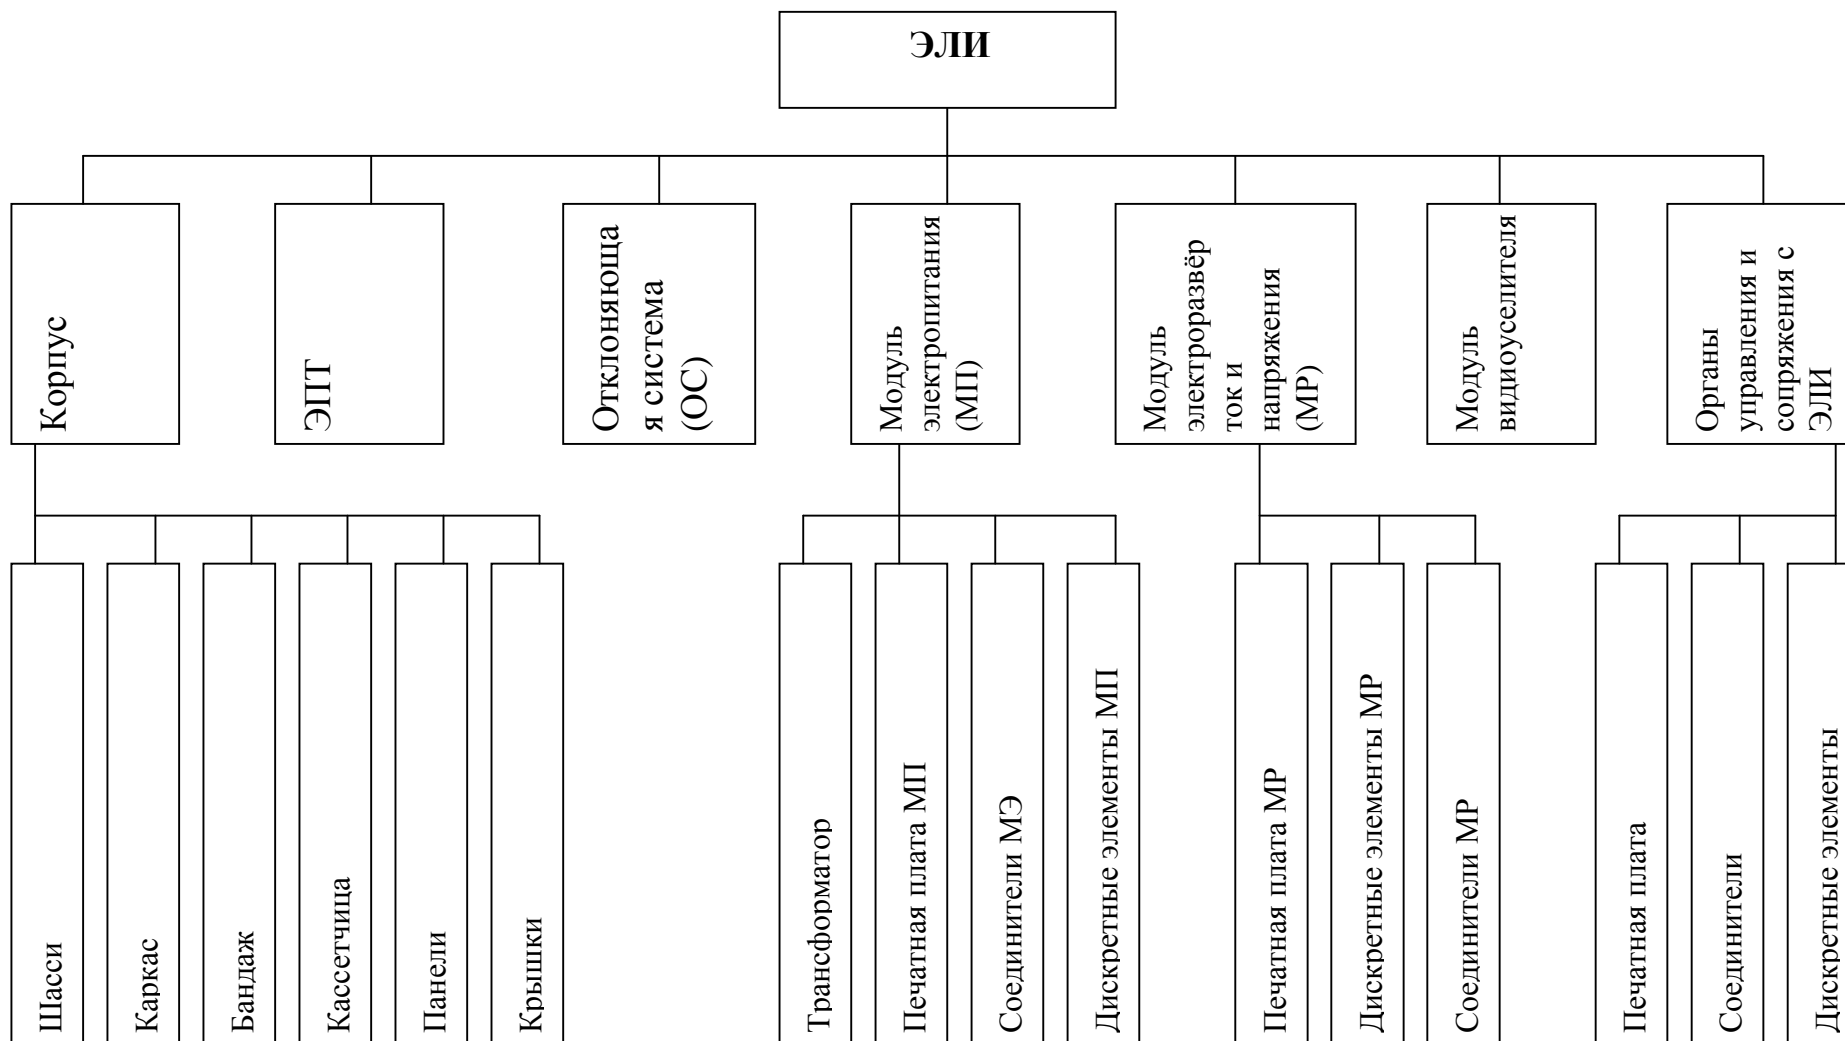 ЭЛИ
Корпус
ЭПТ
Отклоняюща
я система
(ОС)
Модуль
электропитания
(МП)
Модуль
электроразвёр
ток и
напряжения
(МР)
Модуль
видиоуселителя
Органы
управления и
сопряжения с
ЭЛИ
Шасси
Каркас
Бандаж
Кассетчица
Панели
Крышки
Трансформатор
Печатная плата МП
Соединители МЭ
Дискретные элементы МП
Печатная плата МР
Дискретные элементы МР
Соединители МР
Печатная плата
Соединители
Дискретные элементы